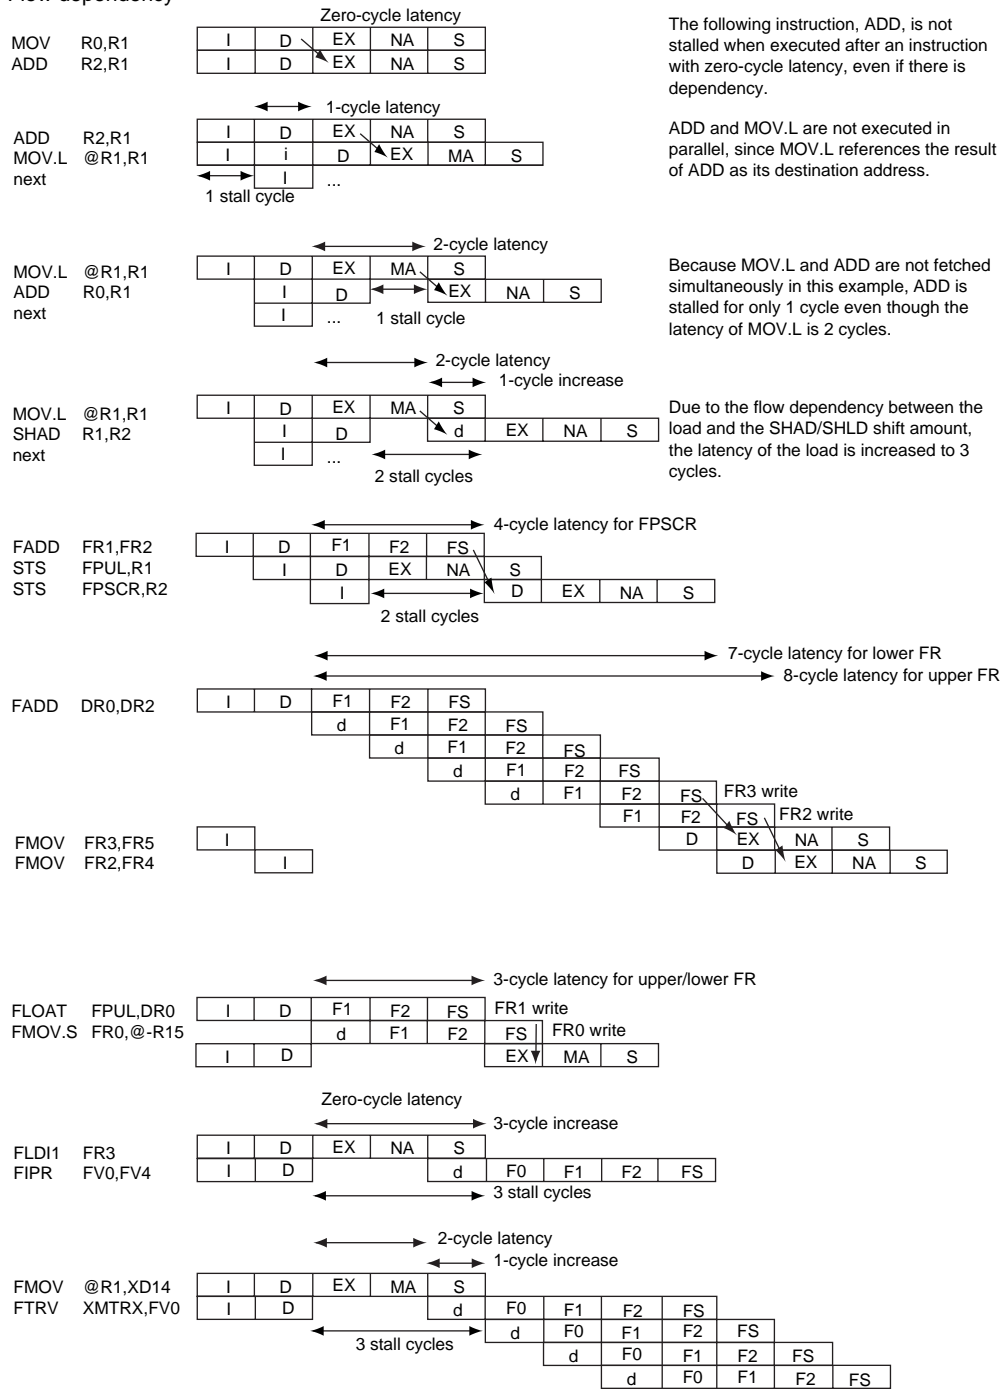 Zero-cycle latency
MOV R0,R1 I D EX NA S
ADD R2,R1 I D EX NA S
The following instruction, ADD, is not
stalled when executed after an instruction
with zero-cycle latency, even if there is
dependency.
1-cycle latency
ADD R2,R1 I D EX NA S
MOV.L @R1,R1 I i D EX MA S
next I ...
1 stall cycle
ADD and MOV.L are not executed in
parallel, since MOV.L references the result
of ADD as its destination address.
2-cycle latency
MOV.L @R1,R1 I D EX MA S
ADD R0,R1 I D EX NA S
next I ...
1 stall cycle
Because MOV.L and ADD are not fetched
simultaneously in this example, ADD is
stalled for only 1 cycle even though the
latency of MOV.L is 2 cycles.
2-cycle latency
1-cycle increase
MOV.L @R1,R1 I D EX MA S
SHAD R1,R2 I D d EX NA S
next I ...
2 stall cycles
Due to the flow dependency between the
load and the SHAD/SHLD shift amount,
the latency of the load is increased to 3
cycles.
4-cycle latency for FPSCR
FADD FR1,FR2 I D F1 F2 FS
STS FPUL,R1 I D EX NA S
STS FPSCR,R2 I D EX NA S
2 stall cycles
7-cycle latency for lower FR
8-cycle latency for upper FR
FADD DR0,DR2 I D F1 F2 FS
d F1 F2 FS
d F1 F2 FS
d F1 F2 FS
d F1 F2 FS FR3 write
F1 F2 FS FR2 write
FMOV FR3,FR5 I D EX NA S
FMOV FR2,FR4 I D EX NA S
3-cycle latency for upper/lower FR
FLOAT FPUL,DR0 I D F1 F2 FS FR1 write
FMOV.S FR0,@-R15 d F1 F2 FS FR0 write
I D EX MA S
Zero-cycle latency
3-cycle increase
FLDI1 FR3 I D EX NA S
FIPR FV0,FV4 I D d F0 F1 F2 FS
3 stall cycles
2-cycle latency
1-cycle increase
FMOV @R1,XD14 I D EX MA S
FTRV XMTRX,FV0 I D d F0 F1 F2 FS
3 stall cycles d F0 F1 F2 FS
d F0 F1 F2 FS
d F0 F1 F2 FS